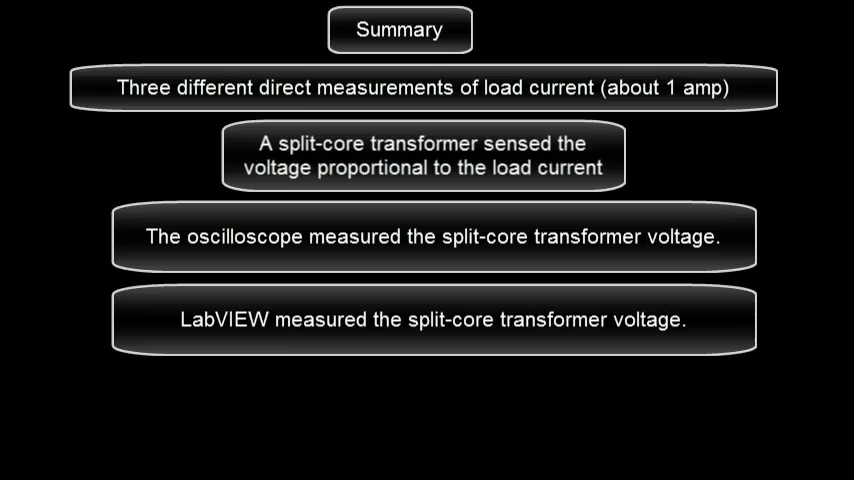 Summary
Three different direct measurements of load current (about 1 amp)
A split-core transformer sensed the
voltage proportional to the load current
The oscilloscope measured the split-core transformer voltage.
LabVIEW measured the split-core transformer voltage.